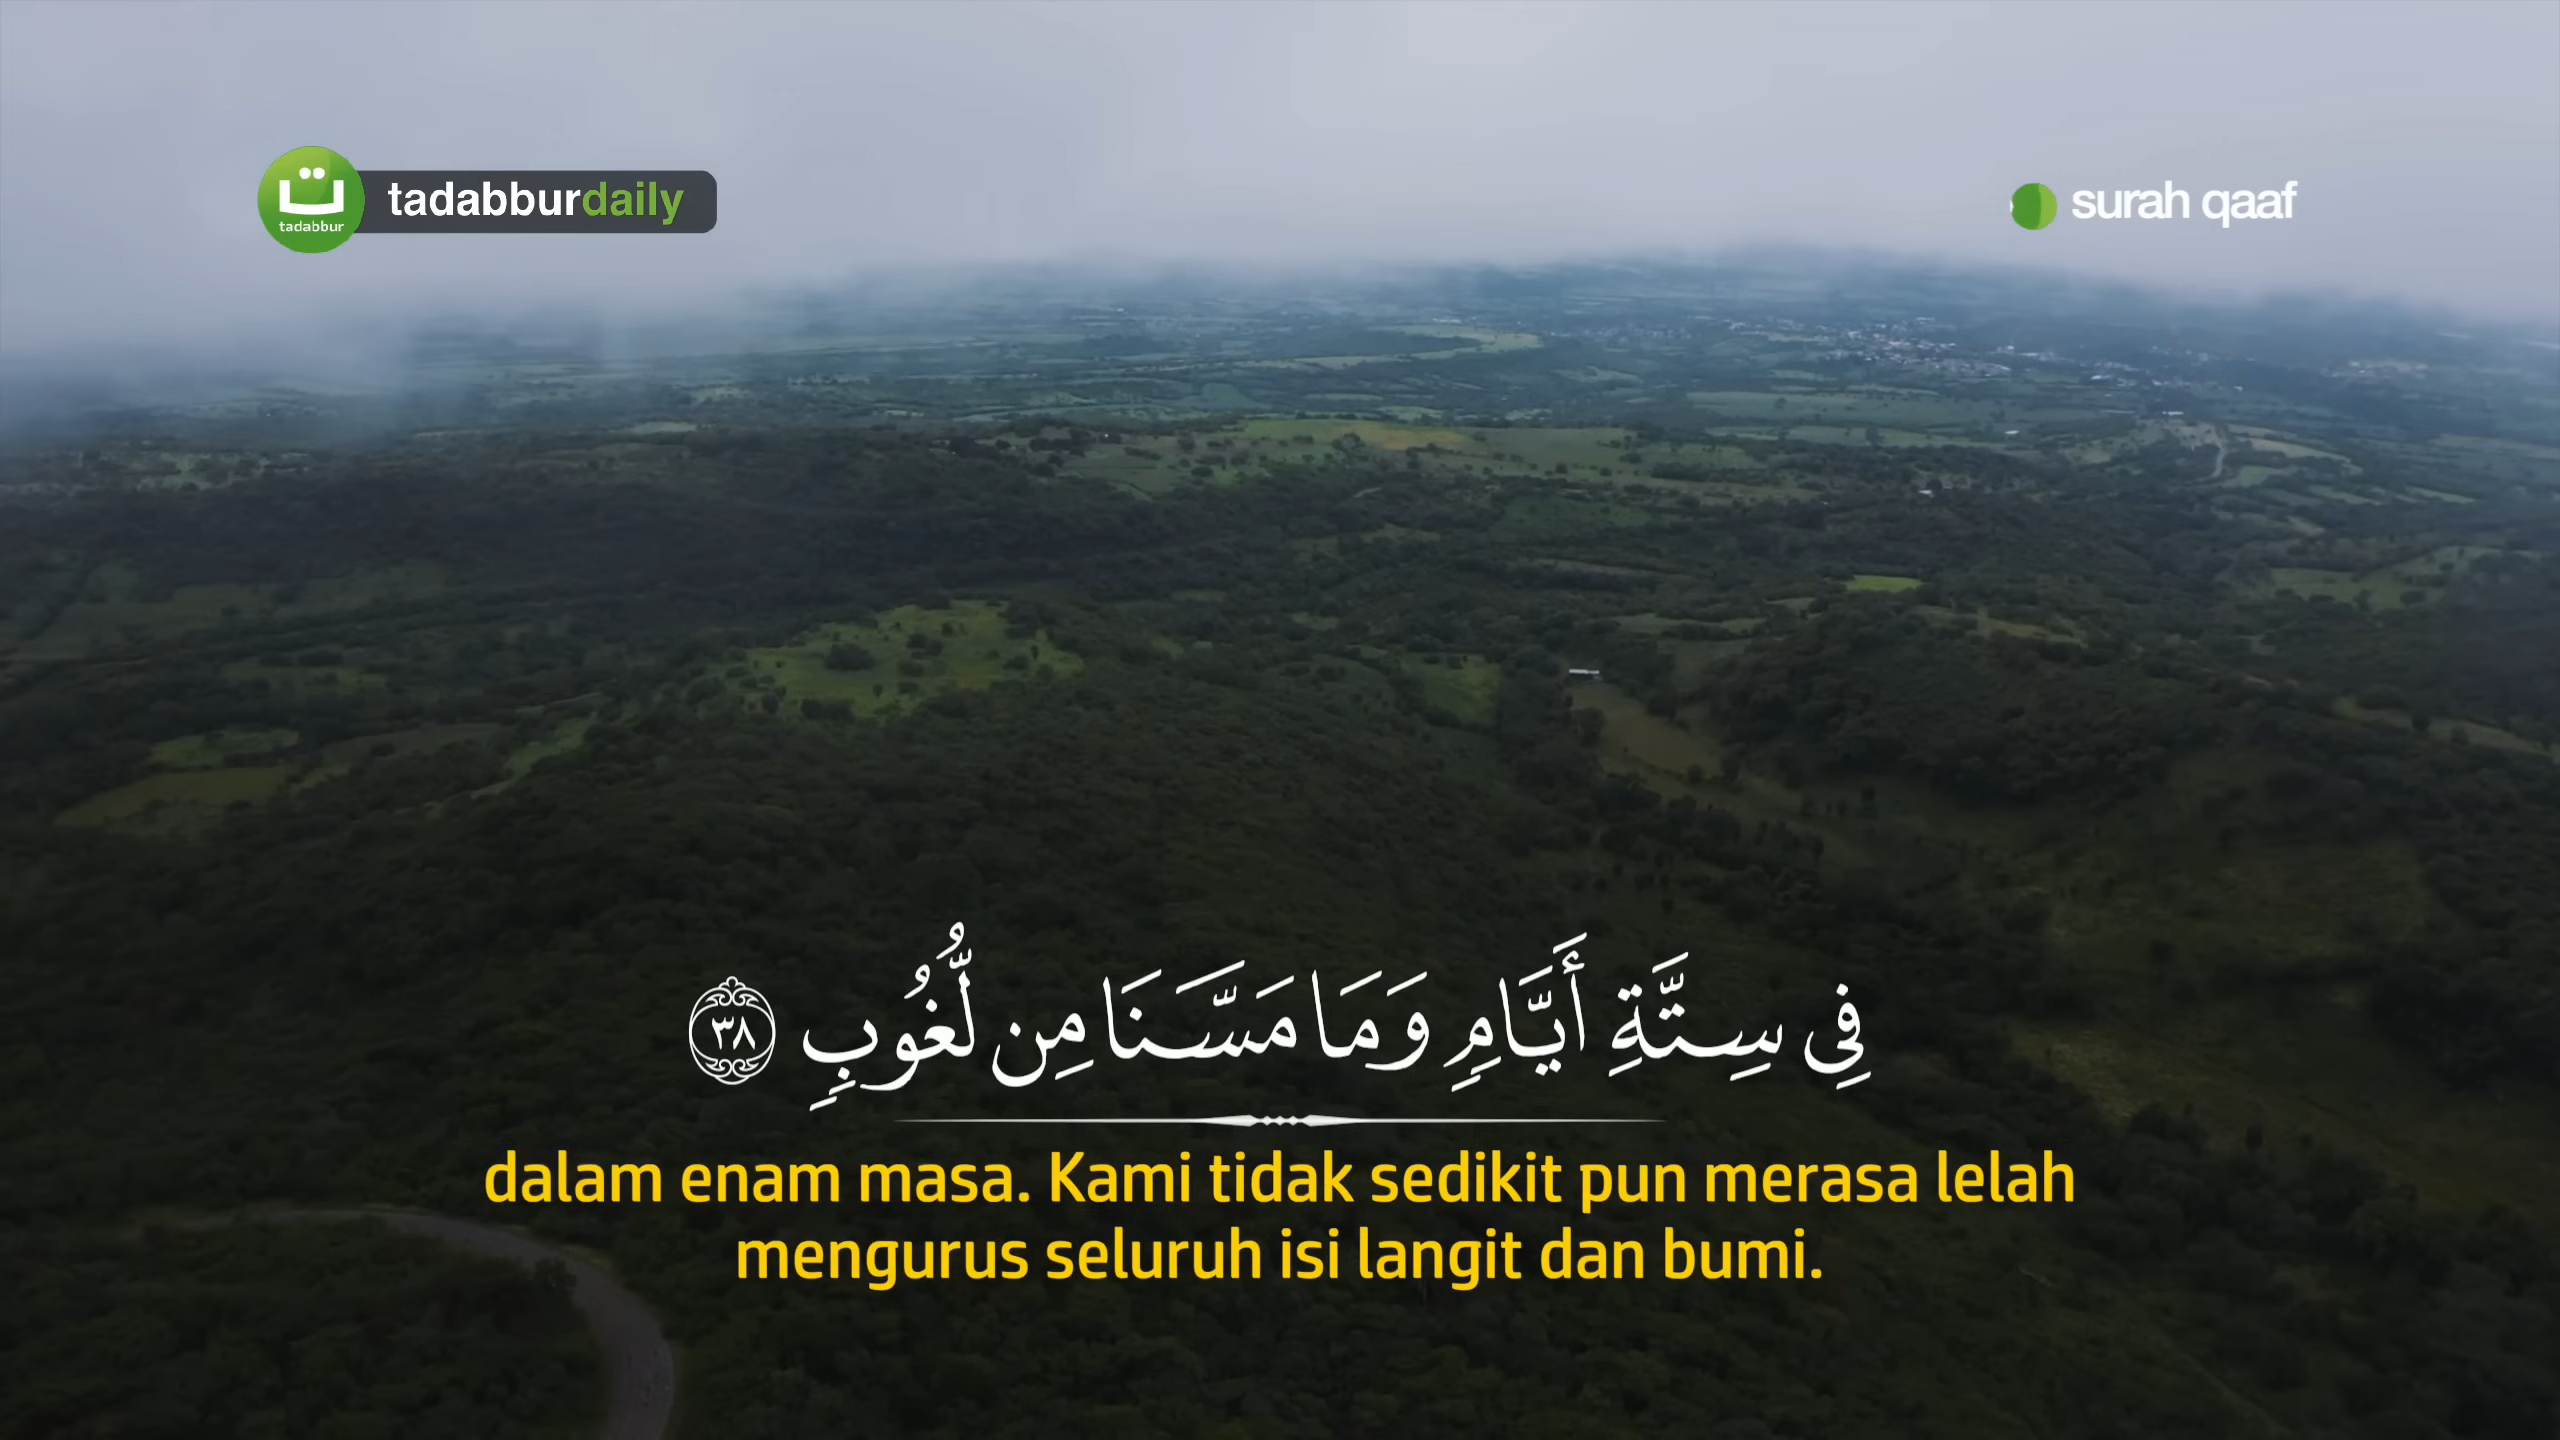 ت
tadabbur
tadabburdaily
surah qaaf
فِي سِتَّةِ أَيَّامٍ وَمَا مَسَّنَا مِن لُّغُوبٍ ٣٨
dalam enam masa. Kami tidak sedikit pun merasa lelah
mengurus seluruh isi langit dan bumi.